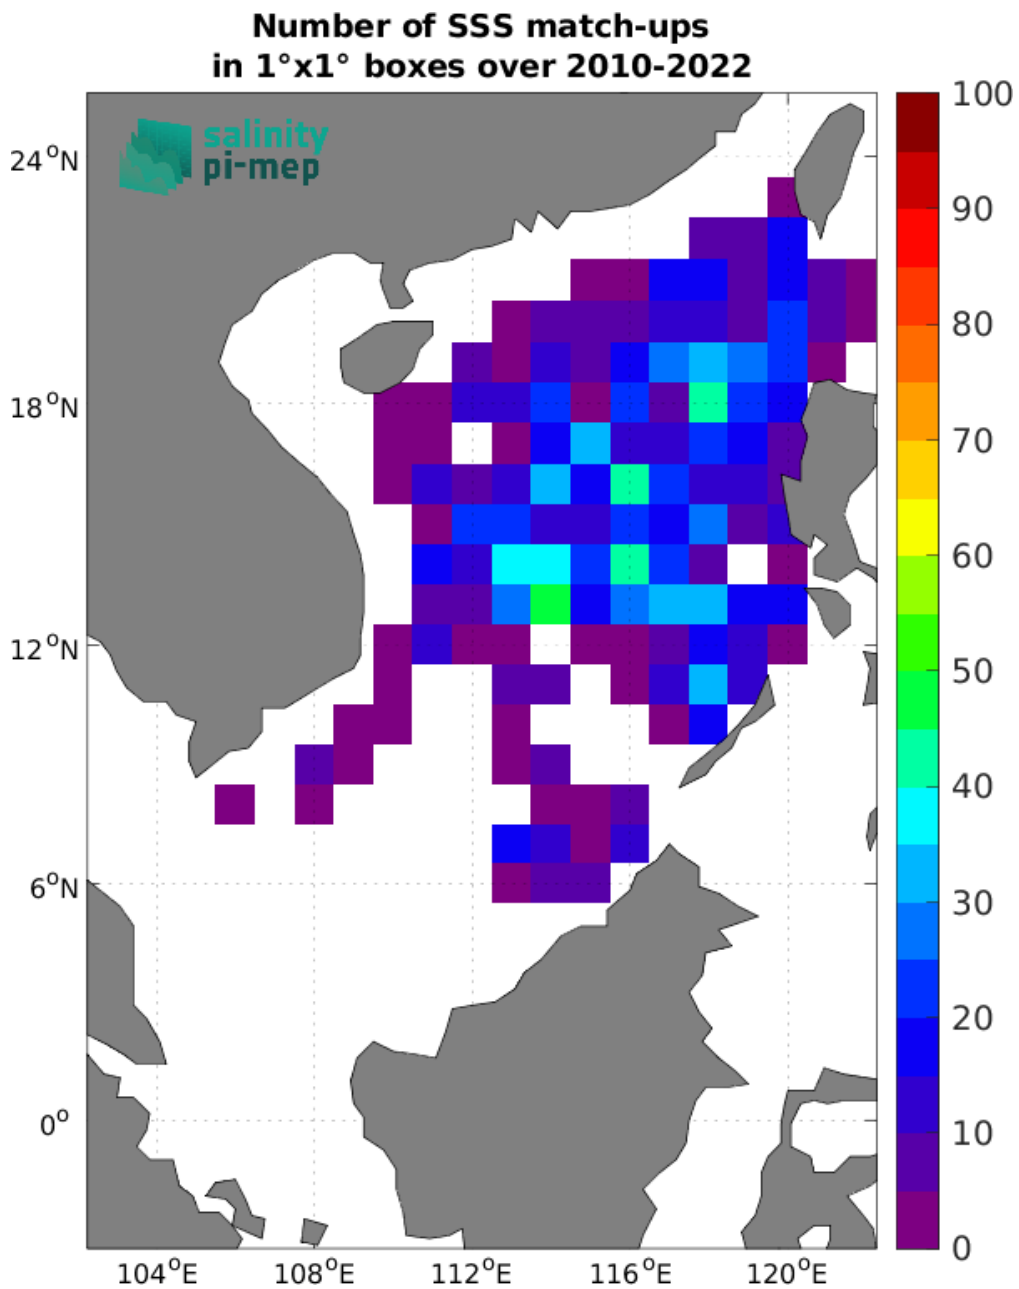 Number of SSS match-ups
in 1°x1° boxes over 2010-2022
salinity
pi-mep
24°N
18°N
12°N
6°N
0°
104°E 108°E 112°E 116°E 120°E
100
90
80
70
60
50
40
30
20
10
0